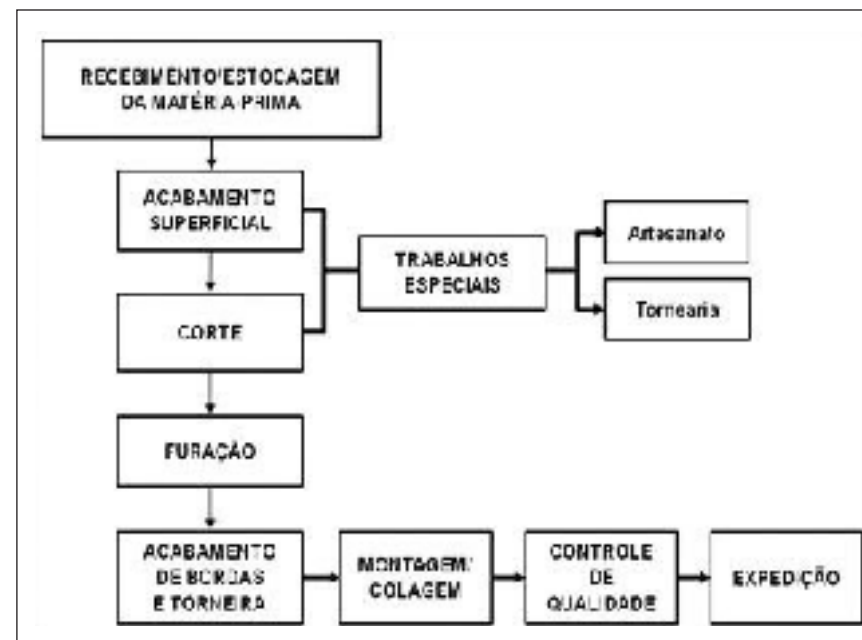 RECEBIMENTO/ESTOCAGEM
DA MATÉRIA-PRIMA
ACABAMENTO
SUPERFICIAL
TRABALHOS
ESPECIAIS
Artesanato
Tornearia
CORTE
FURAÇÃO
ACABAMENTO
DE BORDAS
E TORNEIRA
MONTAGEM/
COLAGEM
CONTROLE
DE
QUALIDADE
EXPEDIÇÃO